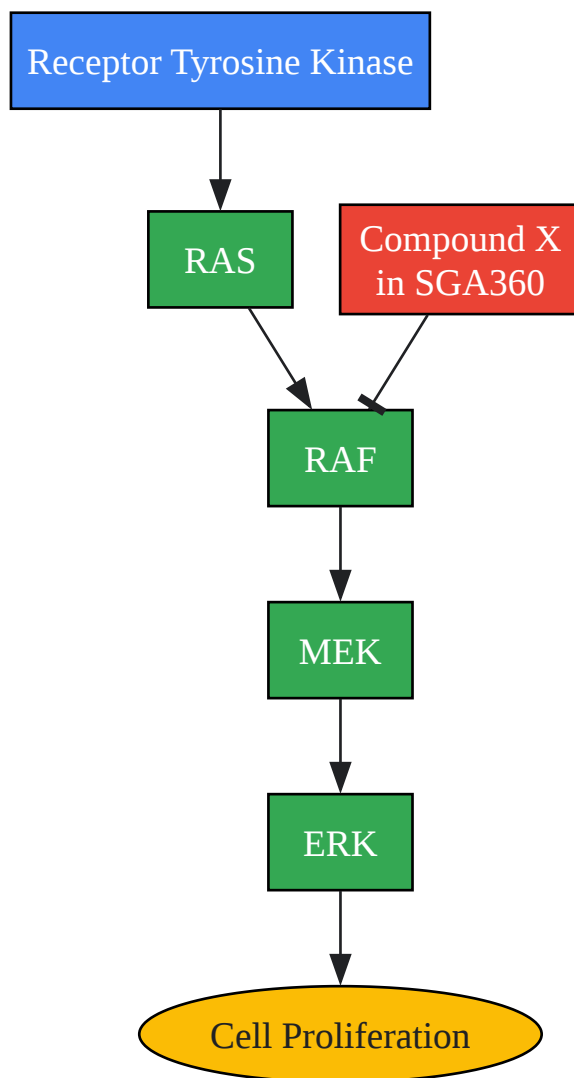 Receptor Tyrosine Kinase
RAS
Compound X
in SGA360
RAF
MEK
ERK
Cell Proliferation